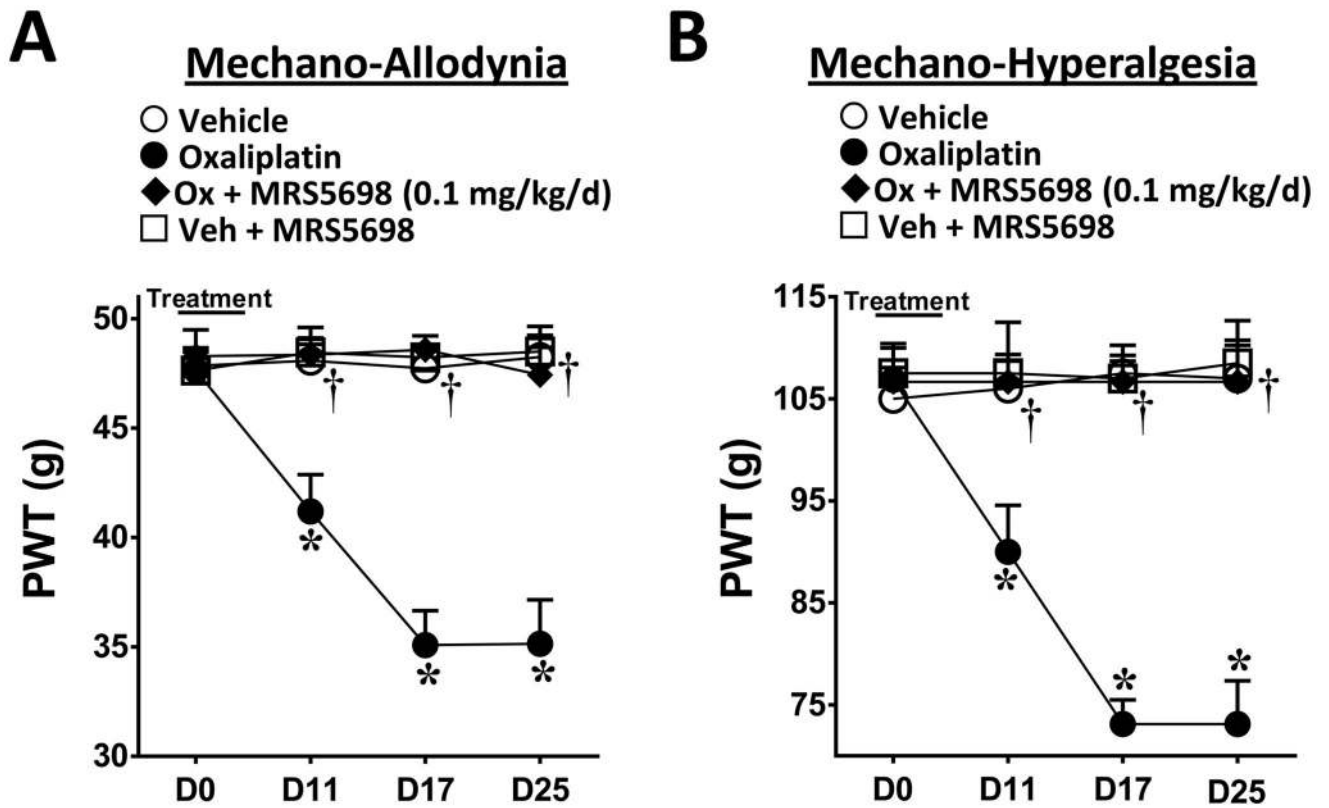 A
Mechano-Allodynia
Vehicle
Oxaliplatin
Ox + MRS5698 (0.1 mg/kg/d)
Veh + MRS5698
Treatment
50
45
40
35
30
PWT (g)
†
†
†
*
*
*
D0 D11 D17 D25
B
Mechano-Hyperalgesia
Vehicle
Oxaliplatin
Ox + MRS5698 (0.1 mg/kg/d)
Veh + MRS5698
Treatment
115
105
95
85
75
PWT (g)
†
†
†
*
*
*
D0 D11 D17 D25